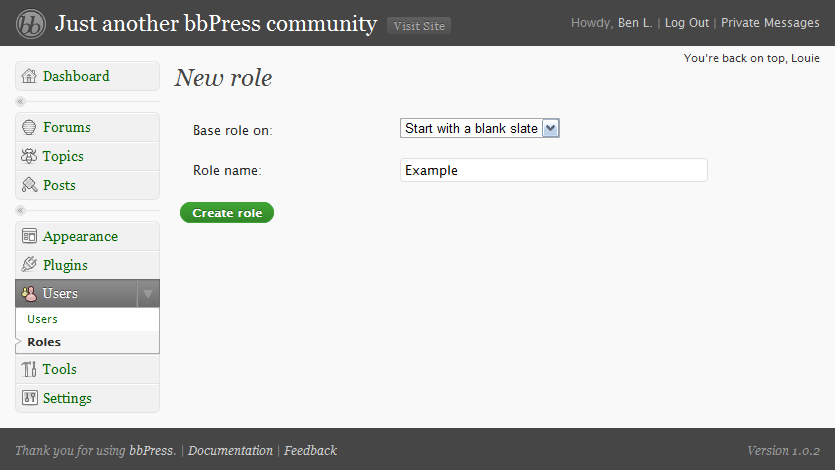 bb Just another bbPress community Visit Site Howdy, Ben L. | Log Out | Private Messages
You're back on top, Louie
Dashboard
Forums
Topics
Posts
Appearance
Plugins
Users
Users
Roles
Tools
Settings
New role
Base role on: Start with a blank slate
Role name: Example
Create role
Thank you for using bbPress. | Documentation | Feedback Version 1.0.2